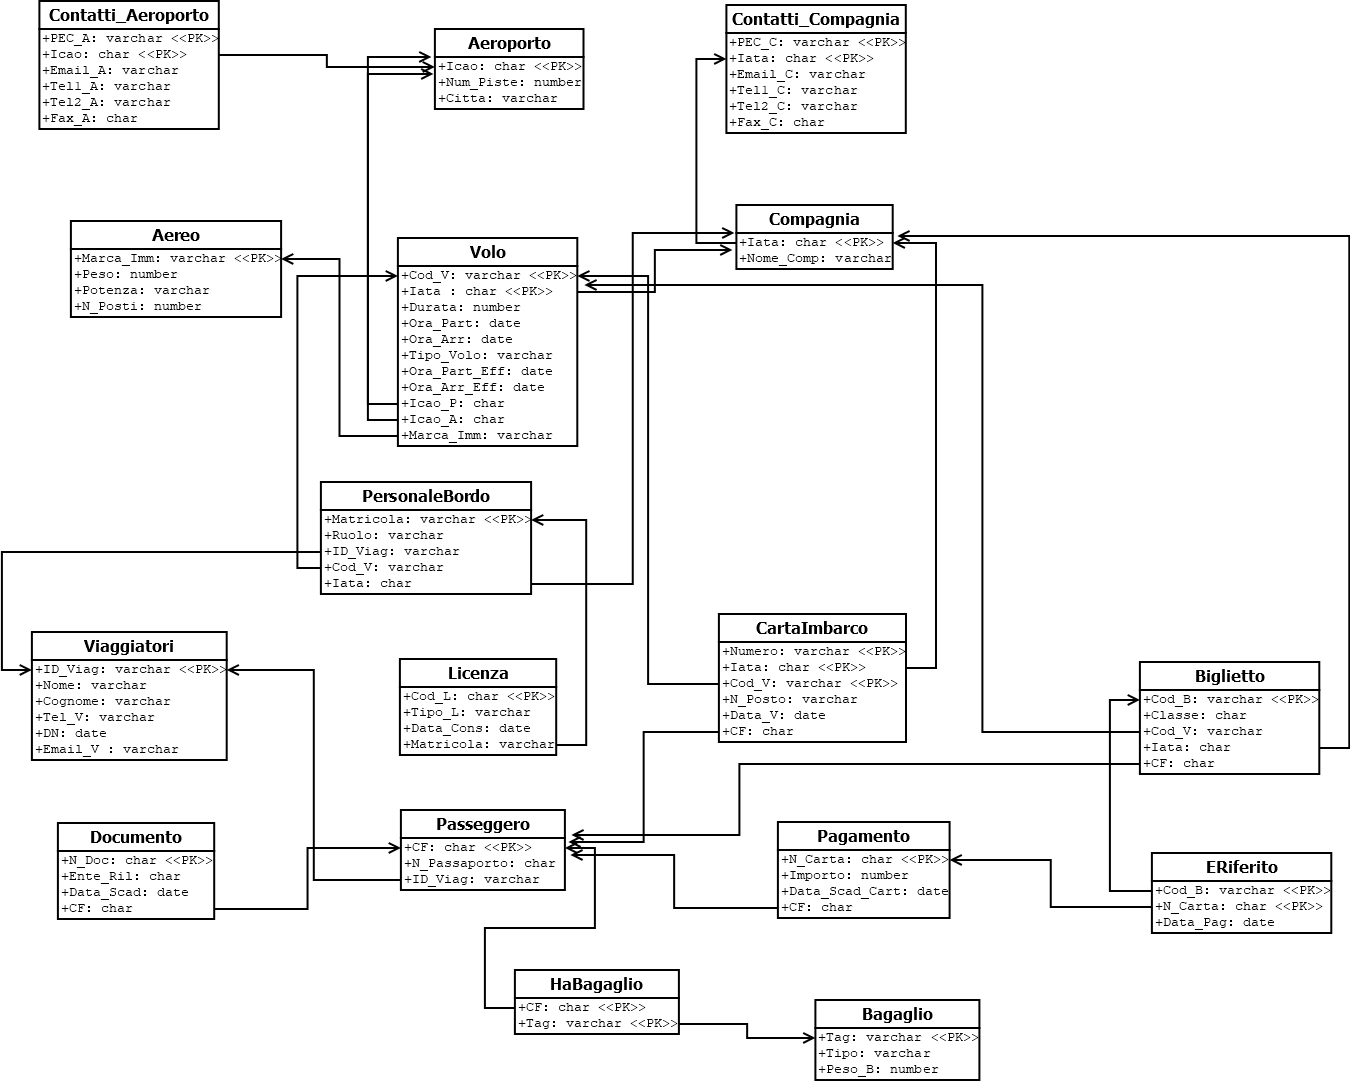 Contatti_Aeroporto
+PEC_A: varchar <<PK>>
+Icao: char <<PK>>
+Email_A: varchar
+Tel1_A: varchar
+Tel2_A: varchar
+Fax_A: char
Aeroporto
+Icao: char <<PK>>
+Num_Piste: number
+Citta: varchar
Contatti_Compagnia
+PEC_C: varchar <<PK>>
+Iata: char <<PK>>
+Email_C: varchar
+Tel1_C: varchar
+Tel2_C: varchar
+Fax_C: char
Aereo
+Marca_Imm: varchar <<PK>>
+Peso: number
+Potenza: varchar
+N_Posti: number
Volo
+Cod_V: varchar <<PK>>
+Iata : char <<PK>>
+Durata: number
+Ora_Part: date
+Ora_Arr: date
+Tipo_Volo: varchar
+Ora_Part_Eff: date
+Ora_Arr_Eff: date
+Icao_P: char
+Icao_A: char
+Marca_Imm: varchar
Compagnia
+Iata: char <<PK>>
+Nome_Comp: varchar
PersonaleBordo
+Matricola: varchar <<PK>>
+Ruolo: varchar
+ID_Viag: varchar
+Cod_V: varchar
+Iata: char
Viaggiatori
+ID_Viag: varchar <<PK>>
+Nome: varchar
+Cognome: varchar
+Tel_V: varchar
+DN: date
+Email_V : varchar
Licenza
+Cod_L: char <<PK>>
+Tipo_L: varchar
+Data_Cons: date
+Matricola: varchar
CartaImbarco
+Numero: varchar <<PK>>
+Iata: char <<PK>>
+Cod_V: varchar <<PK>>
+N_Posto: varchar
+Data_V: date
+CF: char
Biglietto
+Cod_B: varchar <<PK>>
+Classe: char
+Cod_V: varchar
+Iata: char
+CF: char
Documento
+N_Doc: char <<PK>>
+Ente_Ril: char
+Data_Scad: date
+CF: char
Passeggero
+CF: char <<PK>>
+N_Passaporto: char
+ID_Viag: varchar
Pagamento
+N_Carta: char <<PK>>
+Importo: number
+Data_Scad_Cart: date
+CF: char
ERiferito
+Cod_B: varchar <<PK>>
+N_Carta: char <<PK>>
+Data_Pag: date
HaBagaglio
+CF: char <<PK>>
+Tag: varchar <<PK>>
Bagaglio
+Tag: varchar <<PK>>
+Tipo: varchar
+Peso_B: number